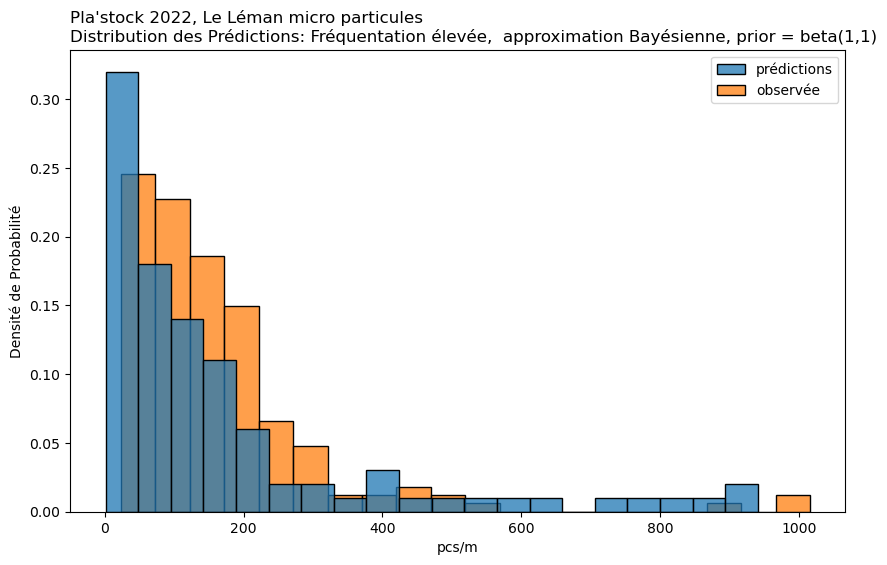 Pla'stock 2022, Le Léman micro particules
Distribution des Prédictions: Fréquentation élevée,  approximation Bayésienne, prior = beta(1,1)
prédictions
observée
Densité de Probabilité
0.30
0.25
0.20
0.15
0.10
0.05
0.00
0 200 400 600 800 1000
pcs/m